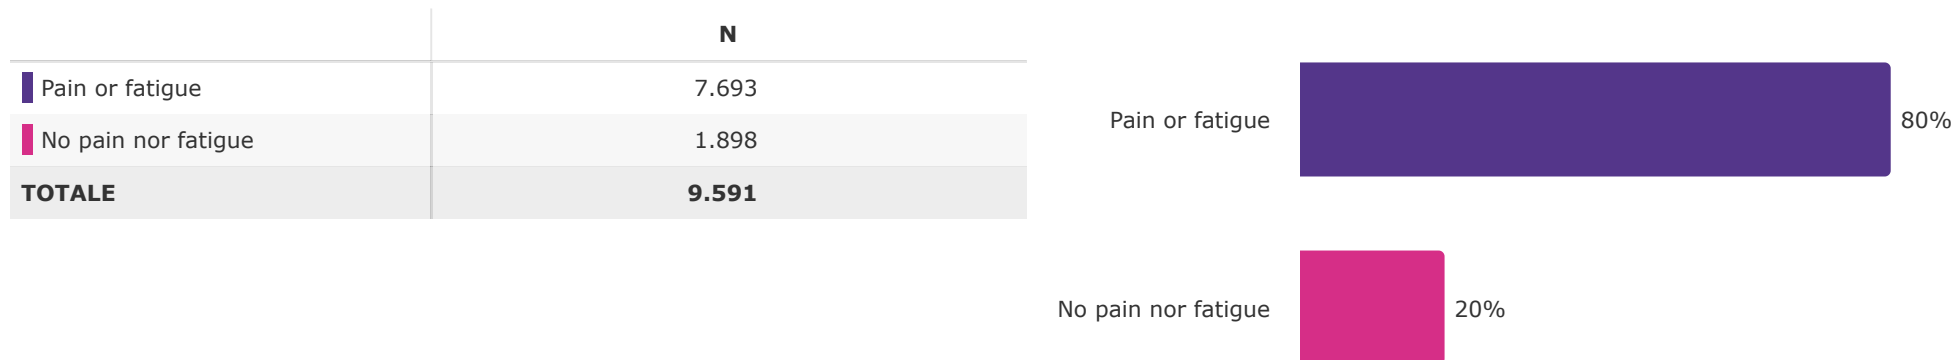 N
Pain or fatigue 7.693
No pain nor fatigue 1.898
TOTALE 9.591
Pain or fatigue 80%
No pain nor fatigue 20%